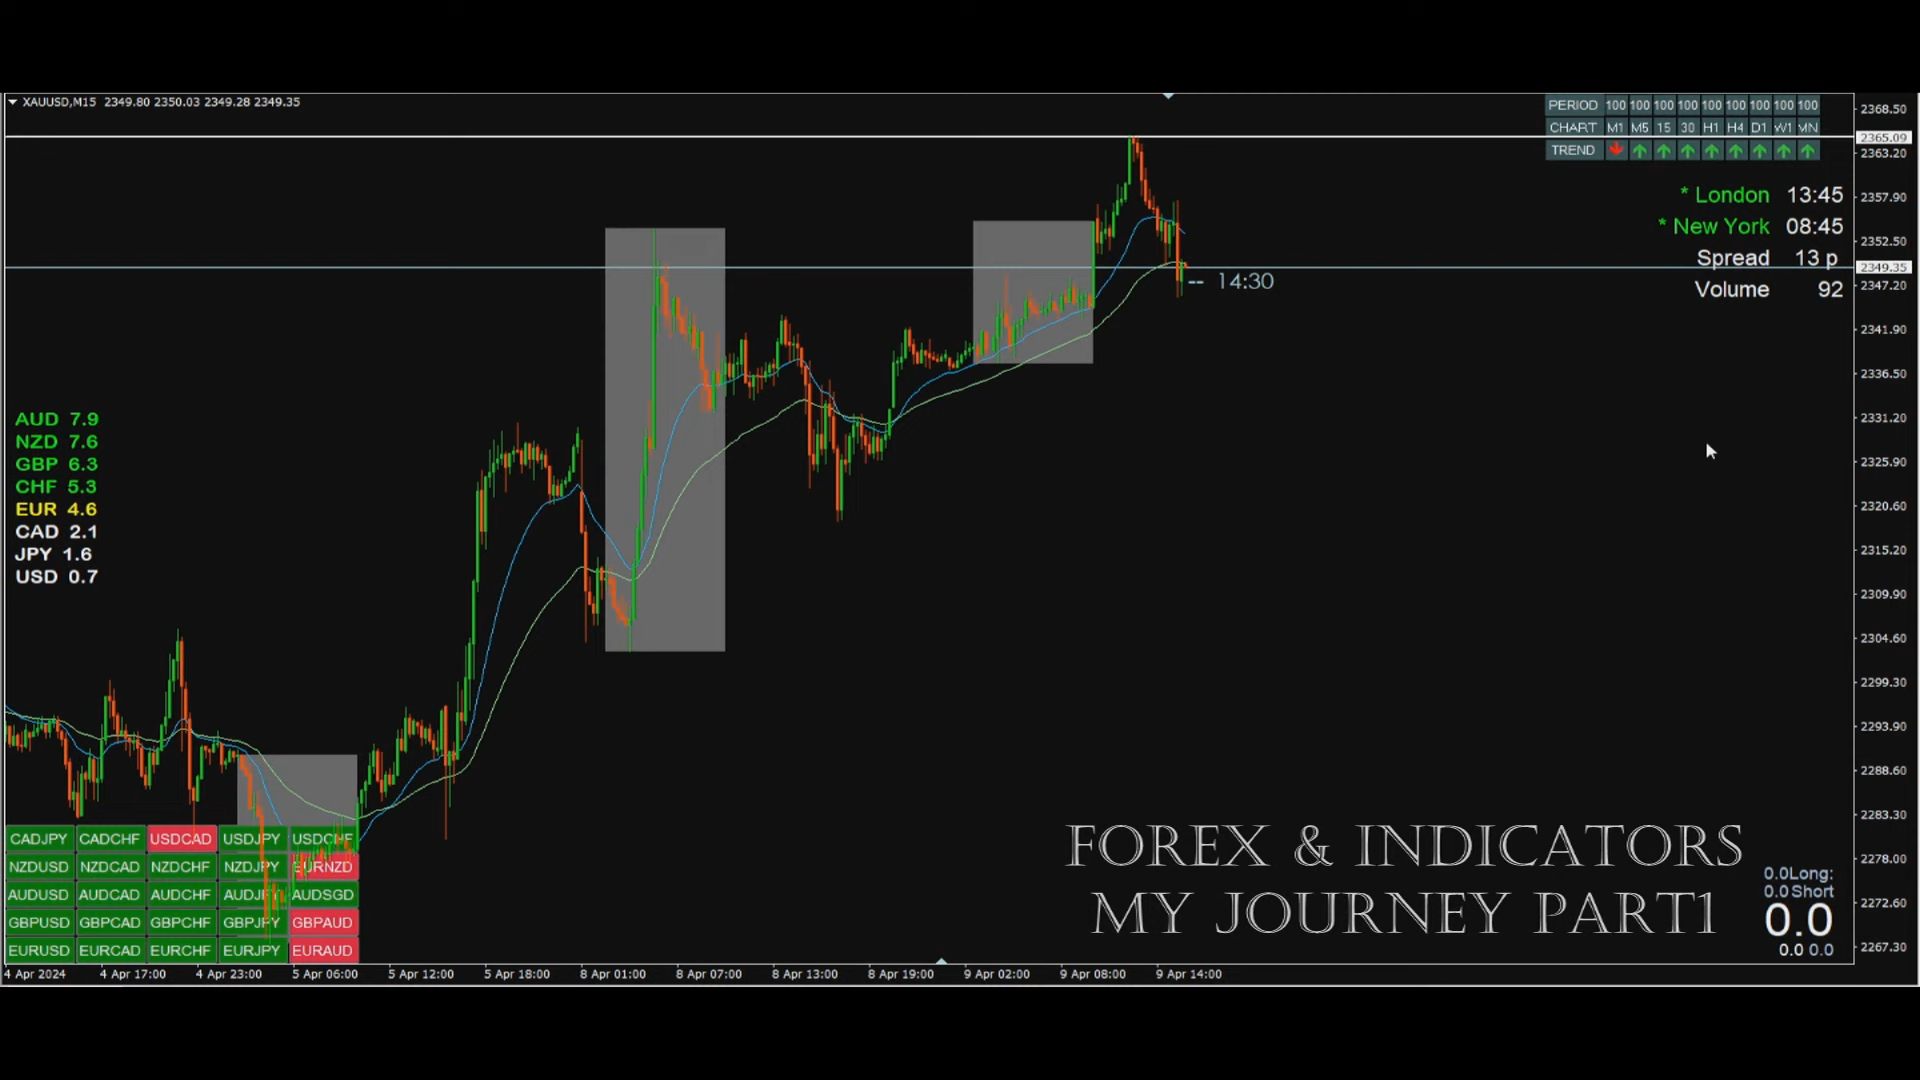 XAUUSD,M15 2349.80 2350.03 2349.28 2349.35
PERIOD 100 100 100 100 100 100 100 100 100
CHART M1 M5 15 30 H1 H4 D1 W1 MN
TREND
* London 13:45
* New York 08:45
Spread 13 p
Volume 92
2368.50
2365.09
2363.20
2357.90
2352.50
2349.35
2347.20
2341.90
2336.50
2331.20
2325.90
2320.60
2315.20
2309.90
2304.60
2299.30
2293.90
2288.60
2283.30
2278.00
2272.60
2267.30
-- 14:30
AUD 7.9
NZD 7.6
GBP 6.3
CHF 5.3
EUR 4.6
CAD 2.1
JPY 1.6
USD 0.7
CADJPY CADCHF USDCAD USDJPY USDCHF
NZDUSD NZDCAD NZDCHF NZDJPY EURNZD
AUDUSD AUDCAD AUDCHF AUDJPY AUDSGD
GBPUSD GBPCAD GBPCHF GBPJPY GBPAUD
EURUSD EURCAD EURCHF EURJPY EURAUD
FOREX & INDICATORS
MY JOURNEY PART1
0.0Long:
0.0Short
0.0
0.0 0.0
4 Apr 2024 4 Apr 17:00 4 Apr 23:00 5 Apr 06:00 5 Apr 12:00 5 Apr 18:00 8 Apr 01:00 8 Apr 07:00 8 Apr 13:00 8 Apr 19:00 9 Apr 02:00 9 Apr 08:00 9 Apr 14:00